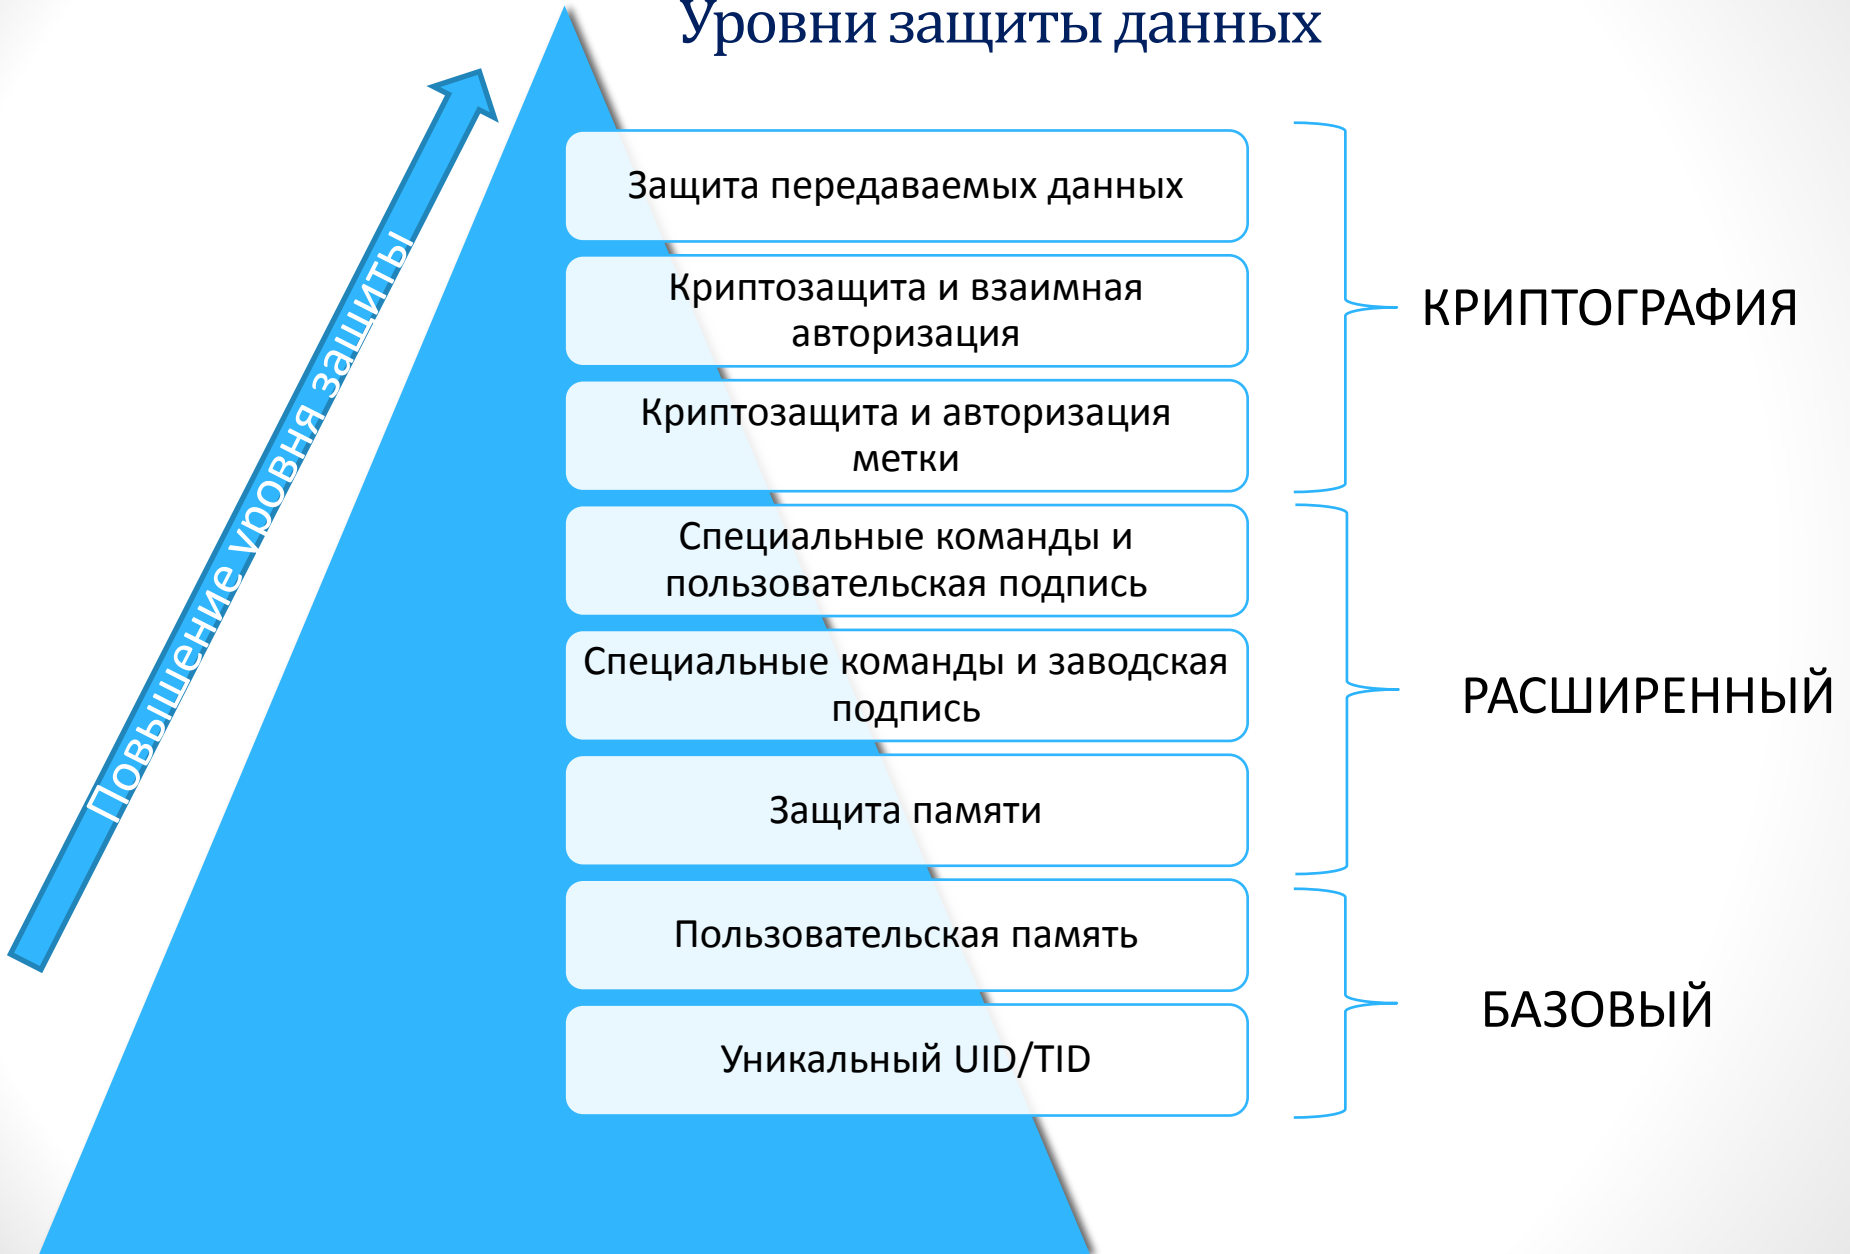 Уровни защиты данных
Повышение уровня защиты
Защита передаваемых данных
Криптозащита и взаимная
авторизация
Криптозащита и авторизация
метки
КРИПТОГРАФИЯ
Специальные команды и
пользовательская подпись
Специальные команды и заводская
подпись
Защита памяти
РАСШИРЕННЫЙ
Пользовательская память
Уникальный UID/TID
БАЗОВЫЙ